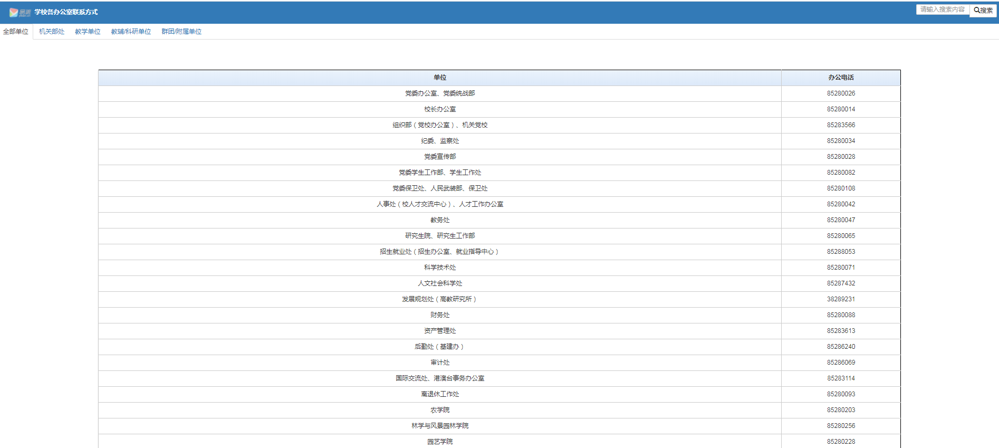 易班 学校各办公室联系方式 请输入搜索内容 搜索
全部单位 机关部处 教学单位 教辅/科研单位 群团/附属单位
单位 办公电话
党委办公室、党委统战部 85280026
校长办公室 85280014
组织部（党校办公室）、机关党校 85283566
纪委、监察处 85280034
党委宣传部 85280028
党委学生工作部、学生工作处 85280082
党委保卫处、人民武装部、保卫处 85280108
人事处（校人才交流中心）、人才工作办公室 85280042
教务处 85280047
研究生院、研究生工作部 85280065
招生就业处（招生办公室、就业指导中心） 85288053
科学技术处 85280071
人文社会科学处 85287432
发展规划处（高教研究所） 38289231
财务处 85280088
资产管理处 85283613
后勤处（基建办） 85286240
审计处 85286069
国际交流处、港澳台事务办公室 85283114
离退休工作处 85280093
农学院 85280203
林学与风景园林学院 85280256
园艺学院 85280228